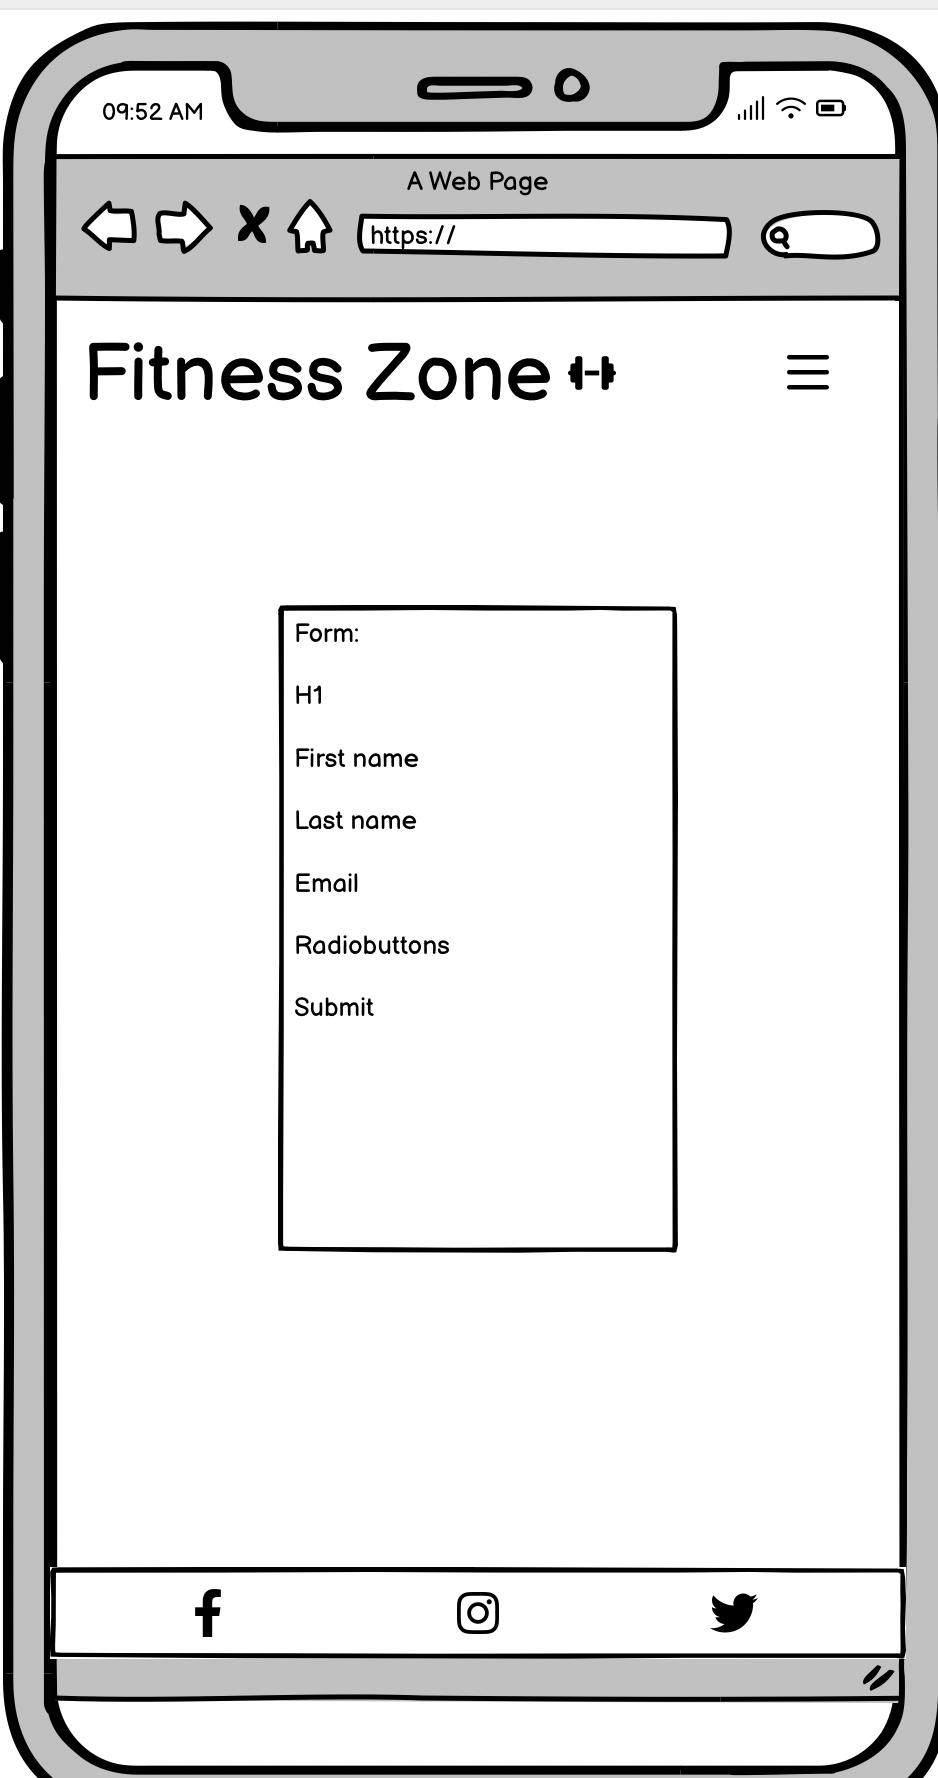 09:52 AM
A Web Page
https://
Fitness Zone
Form:
H1
First name
Last name
Email
Radiobuttons
Submit